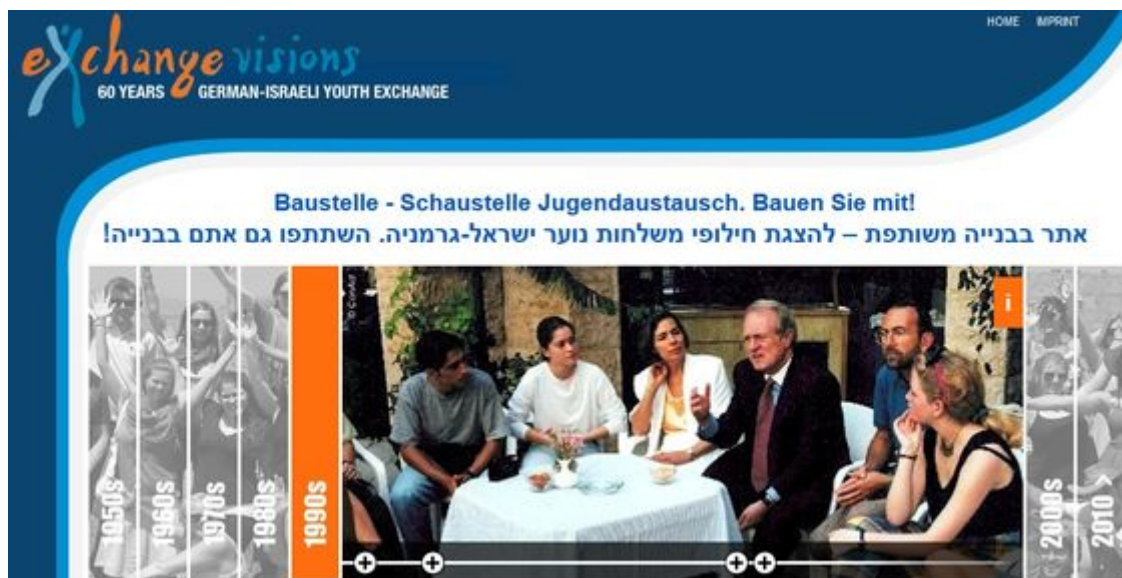 HOME IMPRINT
exchange visions
60 YEARS GERMAN-ISRAELI YOUTH EXCHANGE
Baustelle - Schaustelle Jugendaustausch. Bauen Sie mit!
אתר בבנייה משותפת – להצגת חילופי משלחות נוער ישראל-גרמניה. השתתפו גם אתם בבנייה!
© ConAct
i
1950s
1960s
1970s
1980s
1990s
2000s
2010 >